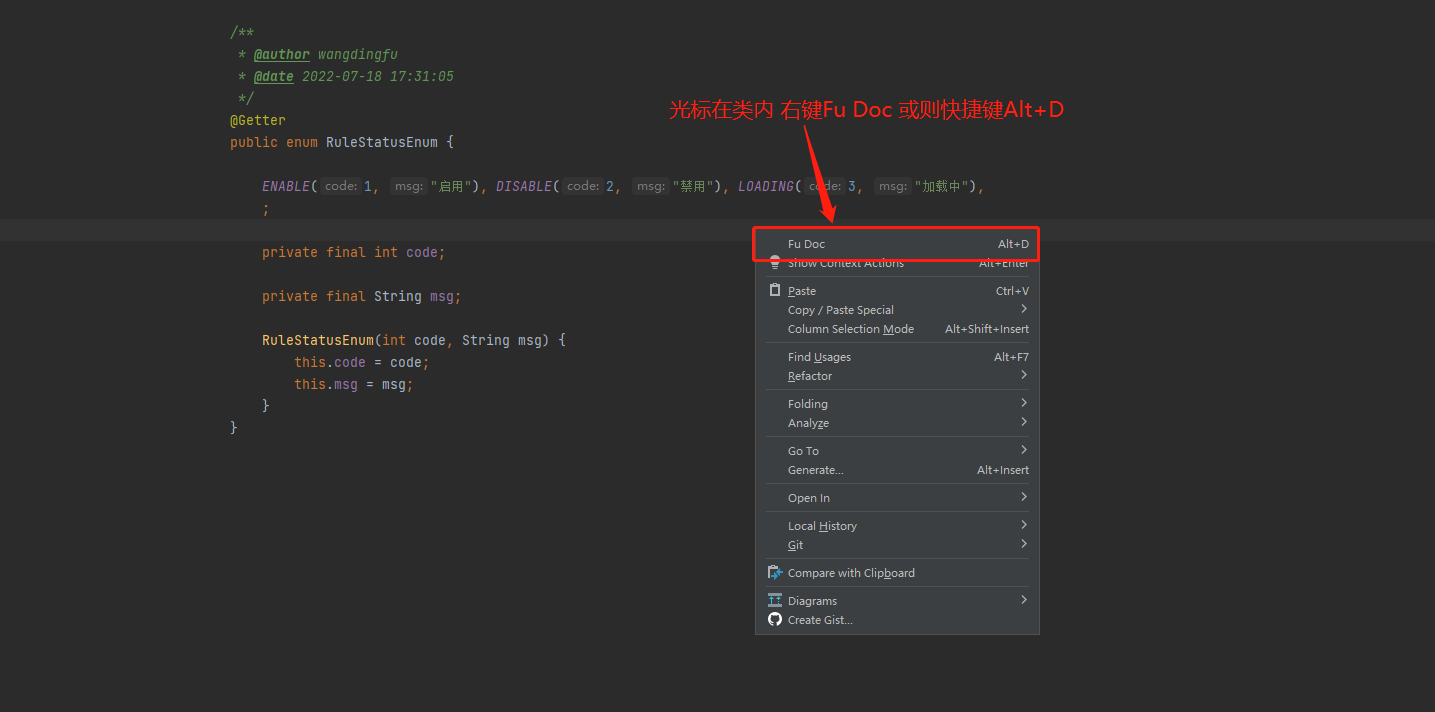 /**
* @author wangdingfu
* @date 2022-07-18 17:31:05
*/
@Getter
public enum RuleStatusEnum {
光标在类内 右键Fu Doc 或则快捷键Alt+D
ENABLE( code: 1, msg: "启用"), DISABLE( code: 2, msg: "禁用"), LOADING( code: 3, msg: "加载中"),
;
private final int code;
private final String msg;
RuleStatusEnum(int code, String msg) {
this.code = code;
this.msg = msg;
}
}
Fu Doc Alt+D
Show Context Actions Alt+Enter
Paste Ctrl+V
Copy / Paste Special
Column Selection Mode Alt+Shift+Insert
Find Usages Alt+F7
Refactor
Folding
Analyze
Go To
Generate... Alt+Insert
Open In
Local History
Git
Compare with Clipboard
Diagrams
Create Gist...